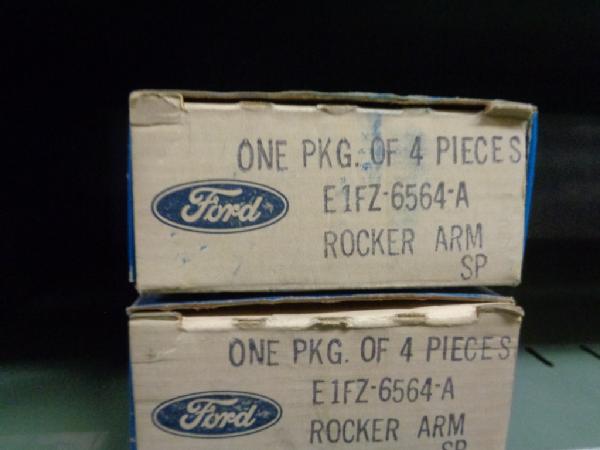 ONE PKG. OF 4 PIECES
Ford
E1FZ-6564-A
ROCKER ARM
SP
ONE PKG. OF 4 PIECES
Ford
E1FZ-6564-A
ROCKER ARM
SP